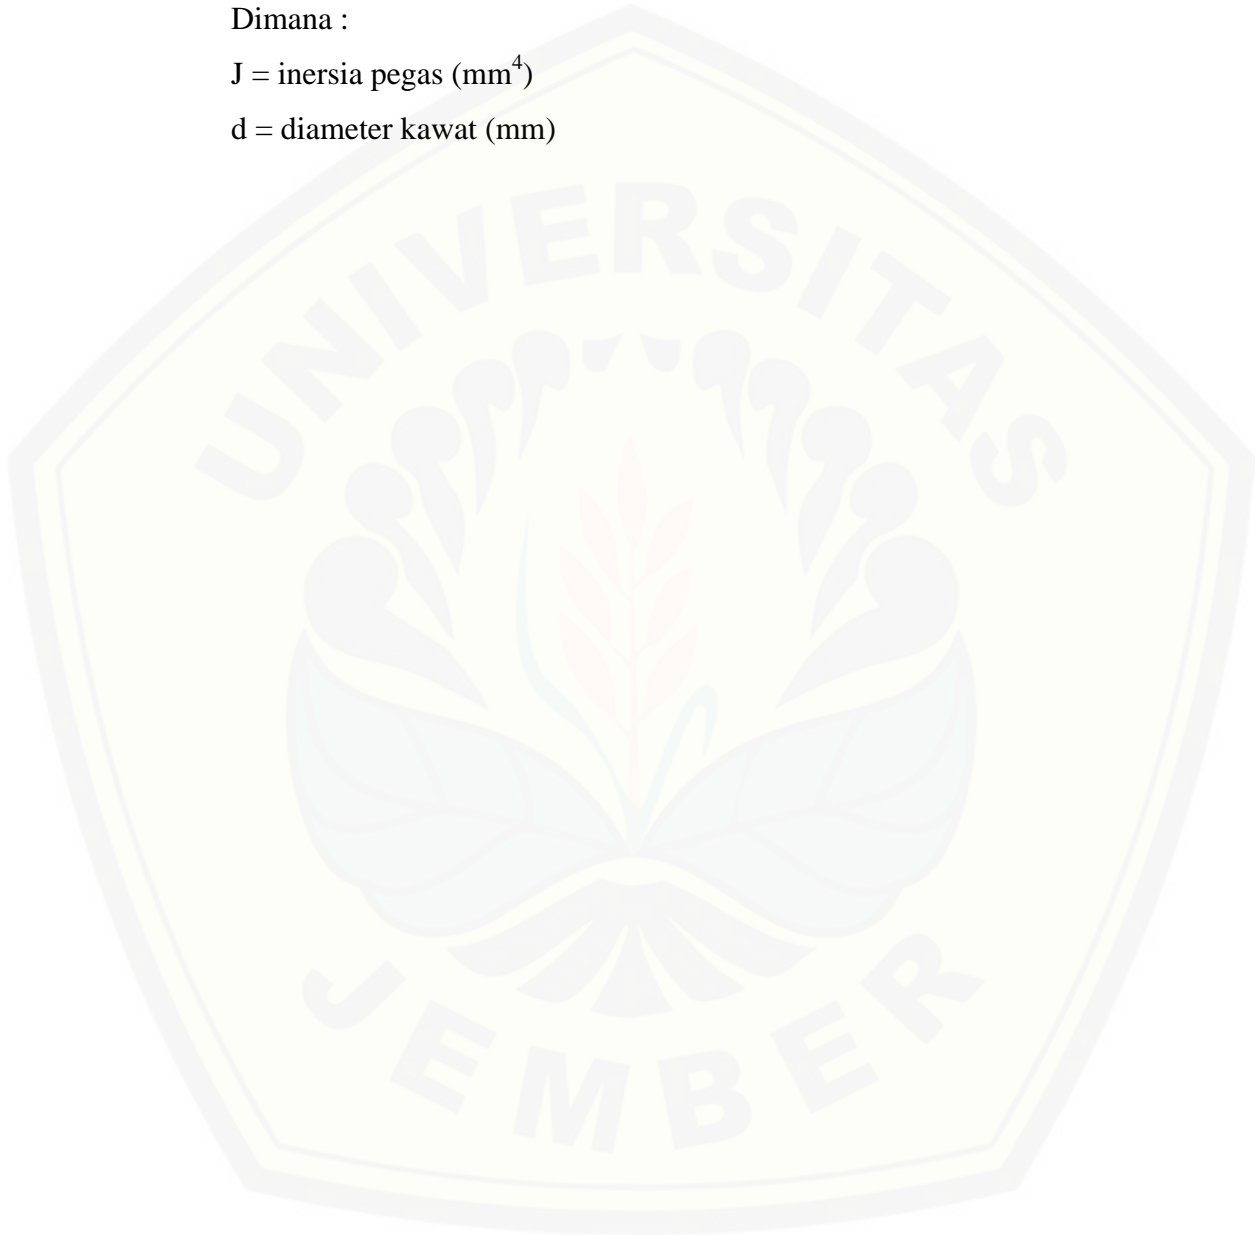 Dimana :
J = inersia pegas (mm⁴)
d = diameter kawat (mm)
UNIVERSITAS
JEMBER